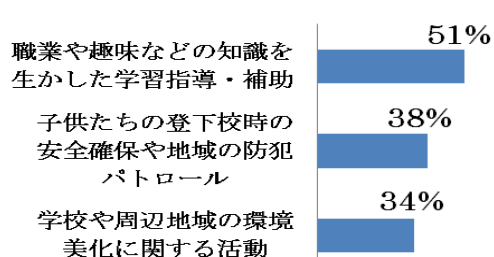 51%
職業や趣味などの知識を
生かした学習指導・補助
38%
子供たちの登下校時の
安全確保や地域の防犯
パトロール
34%
学校や周辺地域の環境
美化に関する活動